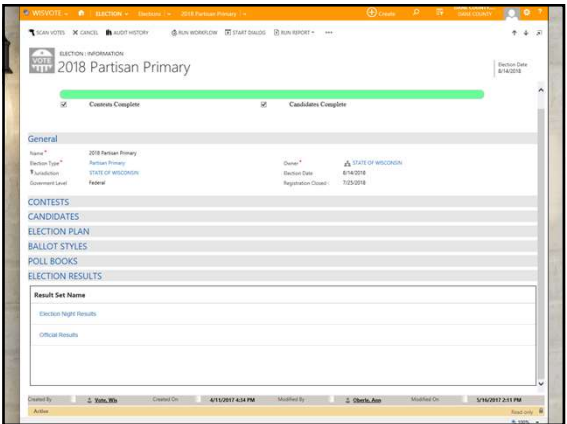 WISVOTE ELECTION Elections 2018 Partisan Primary Create DANE COUNTY
SCAN VOTES CANCEL AUDIT HISTORY RUN WORKFLOW START DIALOG RUN REPORT
ELECTION : INFORMATION
VOTE 2018 Partisan Primary
Election Date
8/14/2018
Contests Complete Candidates Complete
General
Name * 2018 Partisan Primary
Election Type * Partisan Primary Owner * STATE OF WISCONSIN
Jurisdiction STATE OF WISCONSIN Election Date 8/14/2018
Government Level Federal Registration Closed : 7/25/2018
CONTESTS
CANDIDATES
ELECTION PLAN
BALLOT STYLES
POLL BOOKS
ELECTION RESULTS
Result Set Name
Election Night Results
Official Results
Created By Vote, Wis Created On 4/11/2017 4:34 PM Modified By Oberle, Ann Modified On 5/16/2017 2:11 PM
Active Read only
100%